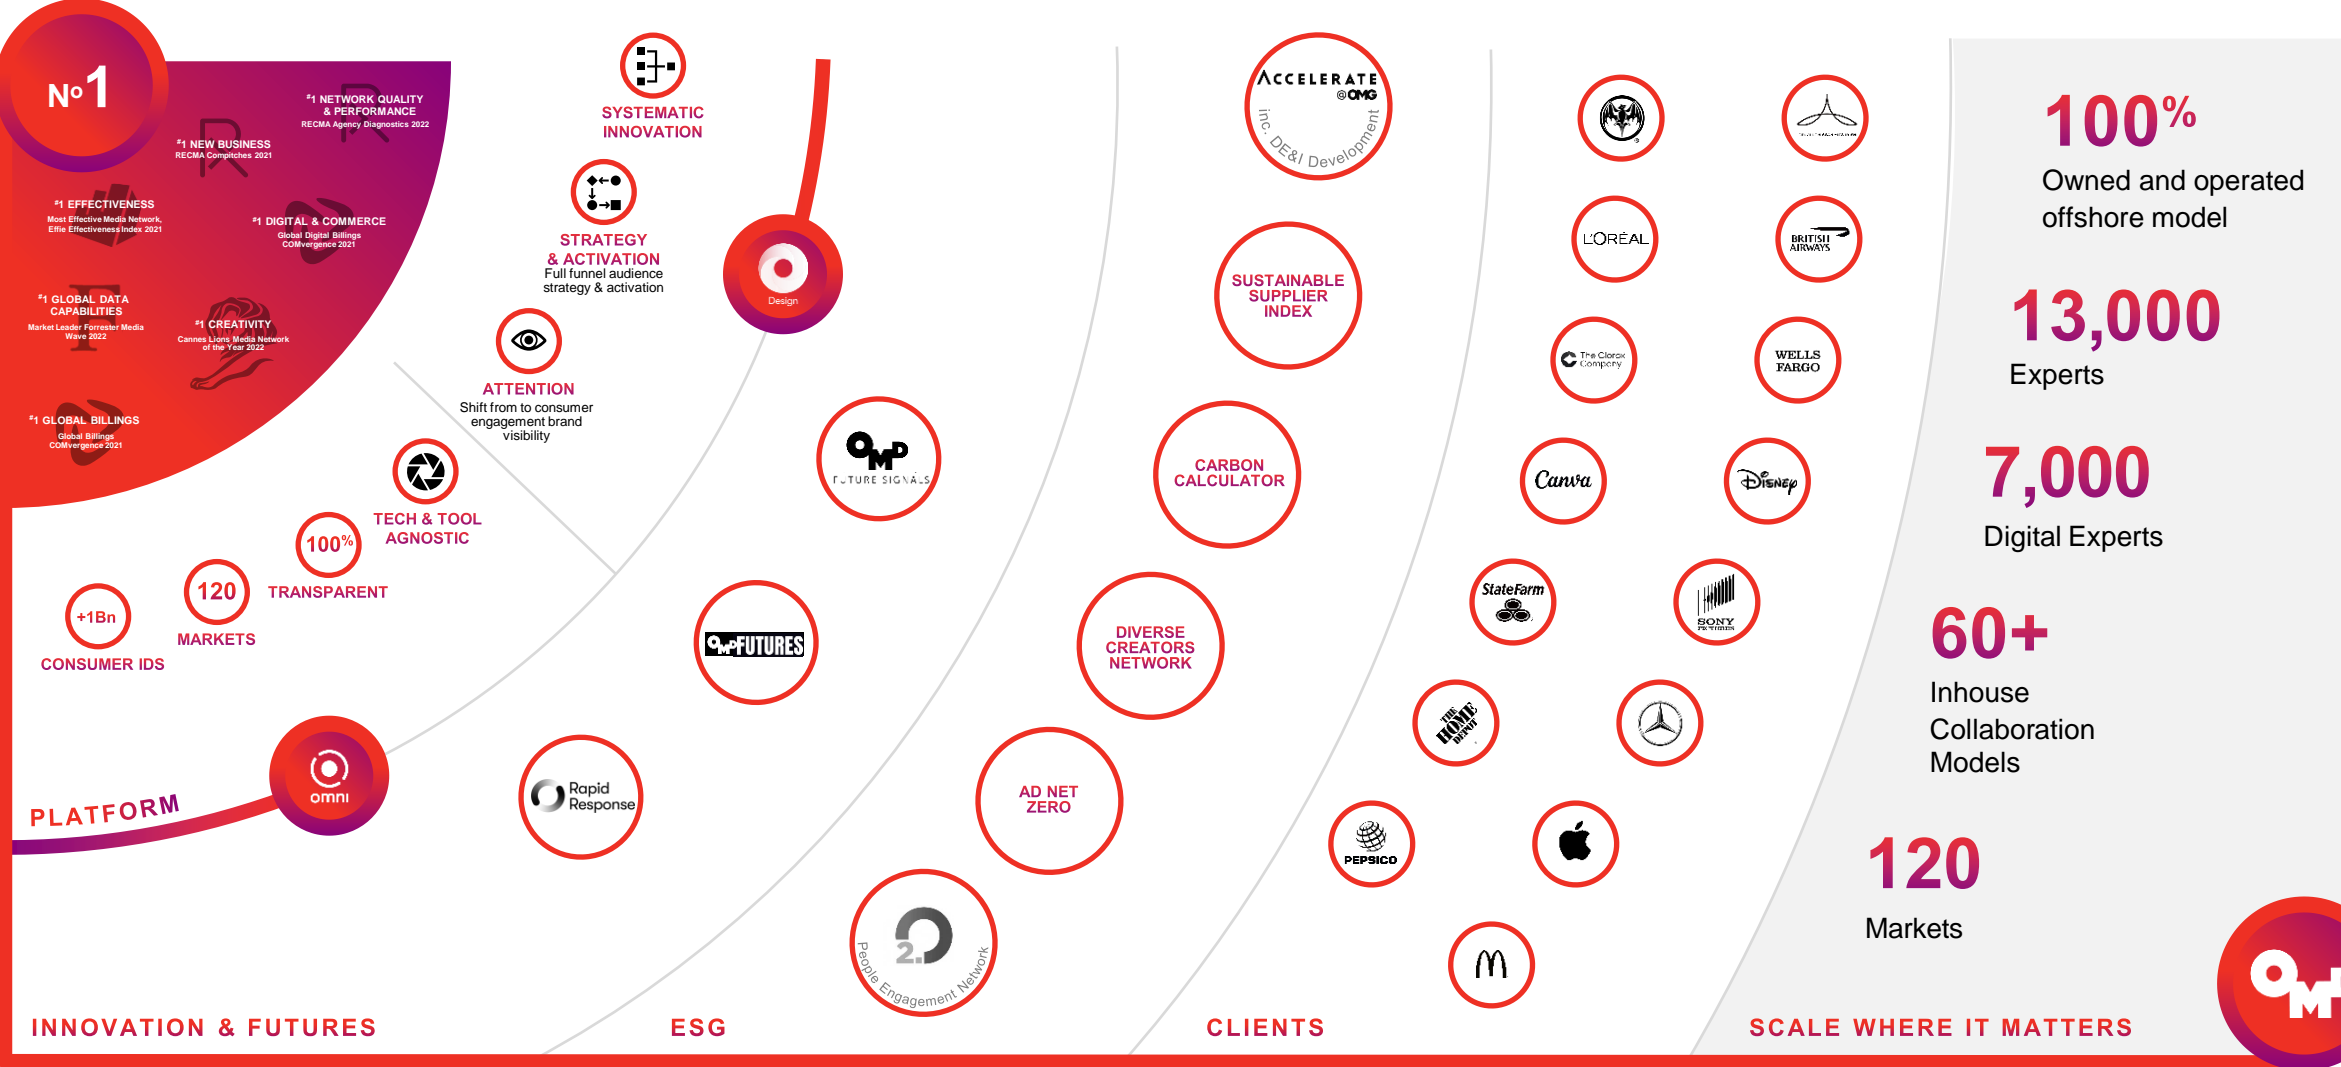 Nº1
#1 NETWORK QUALITY
& PERFORMANCE
RECMA Agency Diagnostics 2022
#1 NEW BUSINESS
RECMA Compitches 2021
#1 EFFECTIVENESS
Most Effective Media Network,
Effie Effectiveness Index 2021
#1 DIGITAL & COMMERCE
Global Digital Billings
COMvergence 2021
#1 GLOBAL DATA
CAPABILITIES
Market Leader Forrester Media
Wave 2022
#1 CREATIVITY
Cannes Lions Media Network
of the Year 2022
#1 GLOBAL BILLINGS
Global Billings
COMvergence 2021
SYSTEMATIC
INNOVATION
STRATEGY
& ACTIVATION
Full funnel audience
strategy & activation
ATTENTION
Shift from to consumer
engagement brand
visibility
TECH & TOOL
AGNOSTIC
100%
TRANSPARENT
120
MARKETS
+1Bn
CONSUMER IDS
PLATFORM
omni
Design
OMD
FUTURE SIGNALS
OMD FUTURES
Rapid
Response
INNOVATION & FUTURES
ACCELERATE
@OMG
inc. DE&I Development
SUSTAINABLE
SUPPLIER
INDEX
CARBON
CALCULATOR
DIVERSE
CREATORS
NETWORK
AD NET
ZERO
2.0
People Engagement Network
ESG
L'ORÉAL
BRITISH
AIRWAYS
The Clorox
Company
WELLS
FARGO
Canva
DISNEY
StateFarm
SONY
PICTURES
THE
HOME
DEPOT
PEPSICO
CLIENTS
100%
Owned and operated
offshore model
13,000
Experts
7,000
Digital Experts
60+
Inhouse
Collaboration
Models
120
Markets
SCALE WHERE IT MATTERS
OM